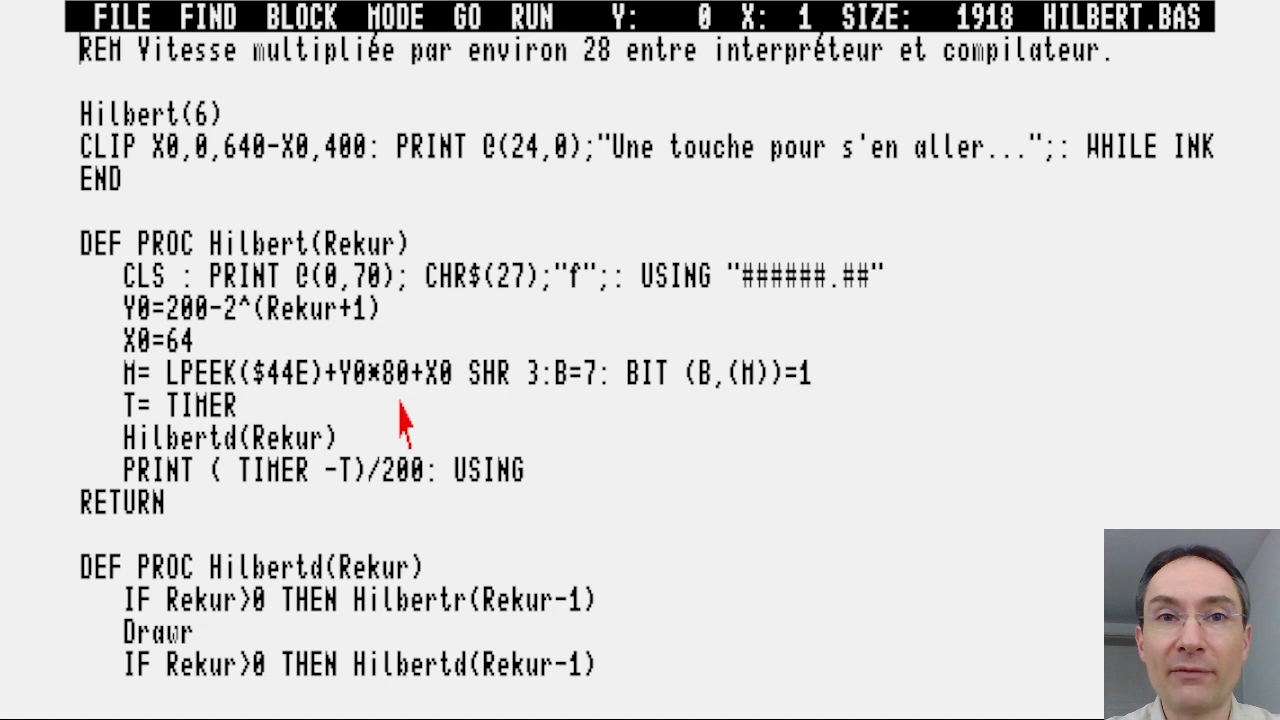 FILE FIND BLOCK MODE GO RUN Y: 0 X: 1 SIZE: 1918 HILBERT.BAS
REM Vitesse multipliée par environ 28 entre interpréteur et compilateur.
Hilbert(6)
CLIP X0,0,640-X0,400: PRINT @(24,0);"Une touche pour s'en aller...";: WHILE INK
END
DEF PROC Hilbert(Rekur)
CLS : PRINT @(0,70); CHR$(27);"f";: USING "######.##"
Y0=200-2^(Rekur+1)
X0=64
M= LPEEK($44E)+Y0*80+X0 SHR 3:B=7: BIT (B,(M))=1
T= TIMER
Hilbertd(Rekur)
PRINT ( TIMER -T)/200: USING
RETURN
DEF PROC Hilbertd(Rekur)
IF Rekur>0 THEN Hilbertr(Rekur-1)
Drawr
IF Rekur>0 THEN Hilbertd(Rekur-1)